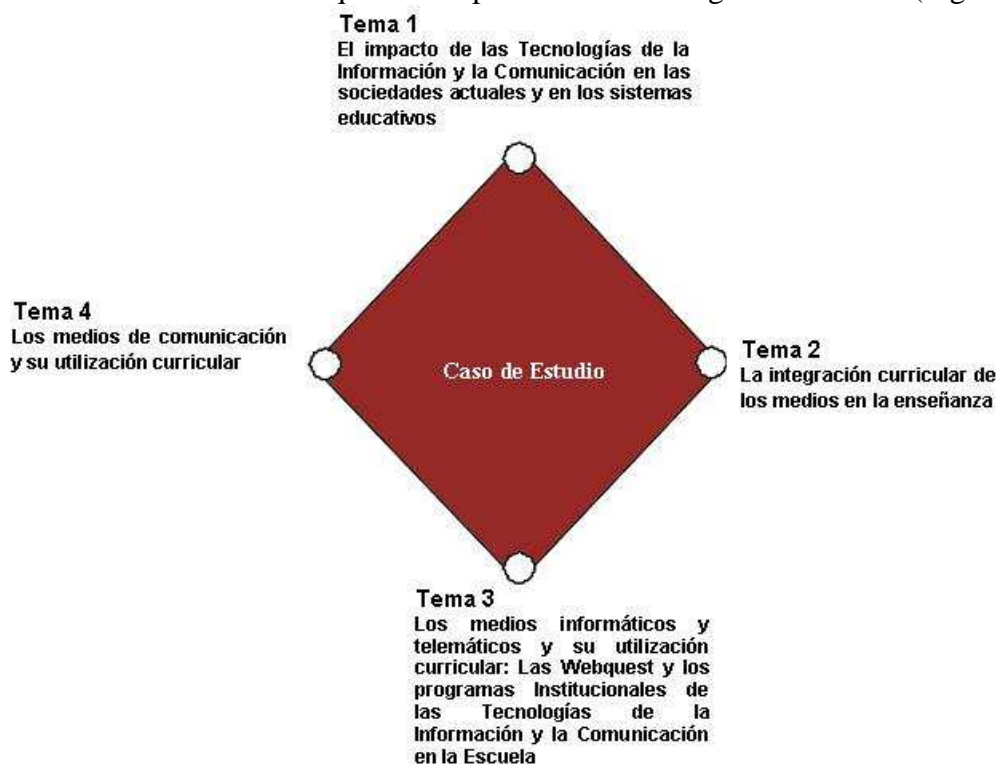 Tema 1
El impacto de las Tecnologías de la
Información y la Comunicación en las
sociedades actuales y en los sistemas
educativos
Tema 4
Los medios de comunicación
y su utilización curricular
Caso de Estudio
Tema 2
La integración curricular de
los medios en la enseñanza
Tema 3
Los medios informáticos y
telemáticos y su utilización
curricular: Las Webquest y los
programas Institucionales de
las Tecnologías de la
Información y la Comunicación
en la Escuela